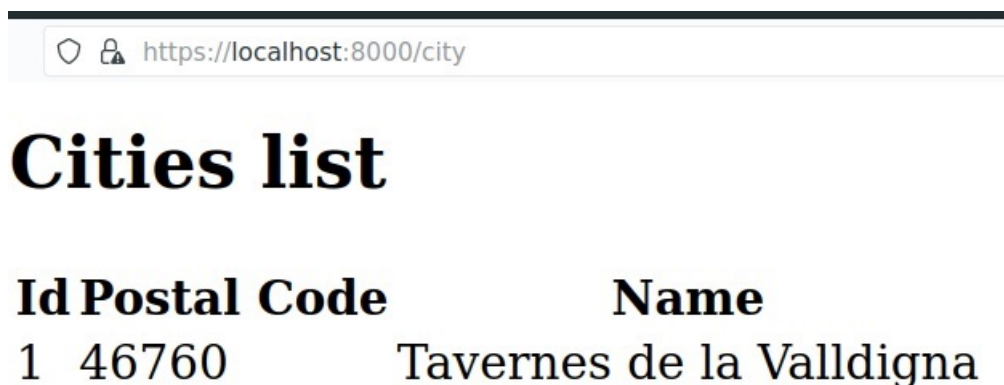 https://localhost:8000/city
Cities list
Id Postal Code Name
1 46760 Tavernes de la Valldigna